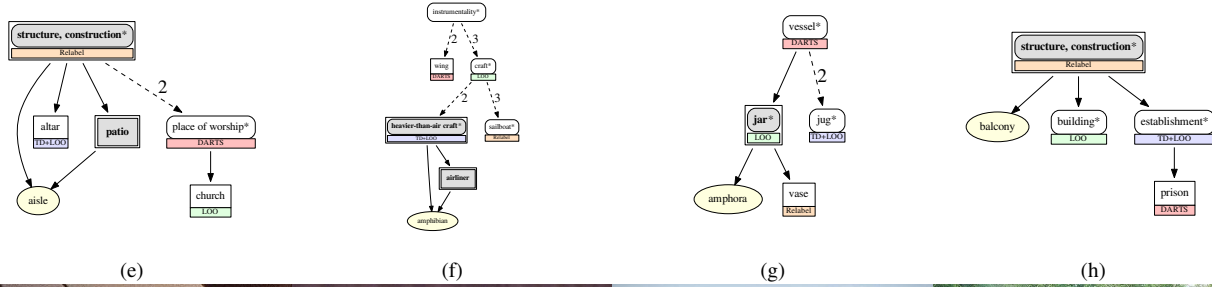 structure, construction*
Relabel
2
altar
TD+LOO
patio
place of worship*
DARTS
aisle
church
LOO
(e)
instrumentality*
2
3
wing
DARTS
craft*
LOO
2
3
heavier-than-air craft*
TD+LOO
sailboat*
Relabel
airliner
amphibian
(f)
vessel*
DARTS
2
jar*
LOO
jug*
TD+LOO
amphora
vase
Relabel
(g)
structure, construction*
Relabel
balcony
building*
LOO
establishment*
TD+LOO
prison
DARTS
(h)